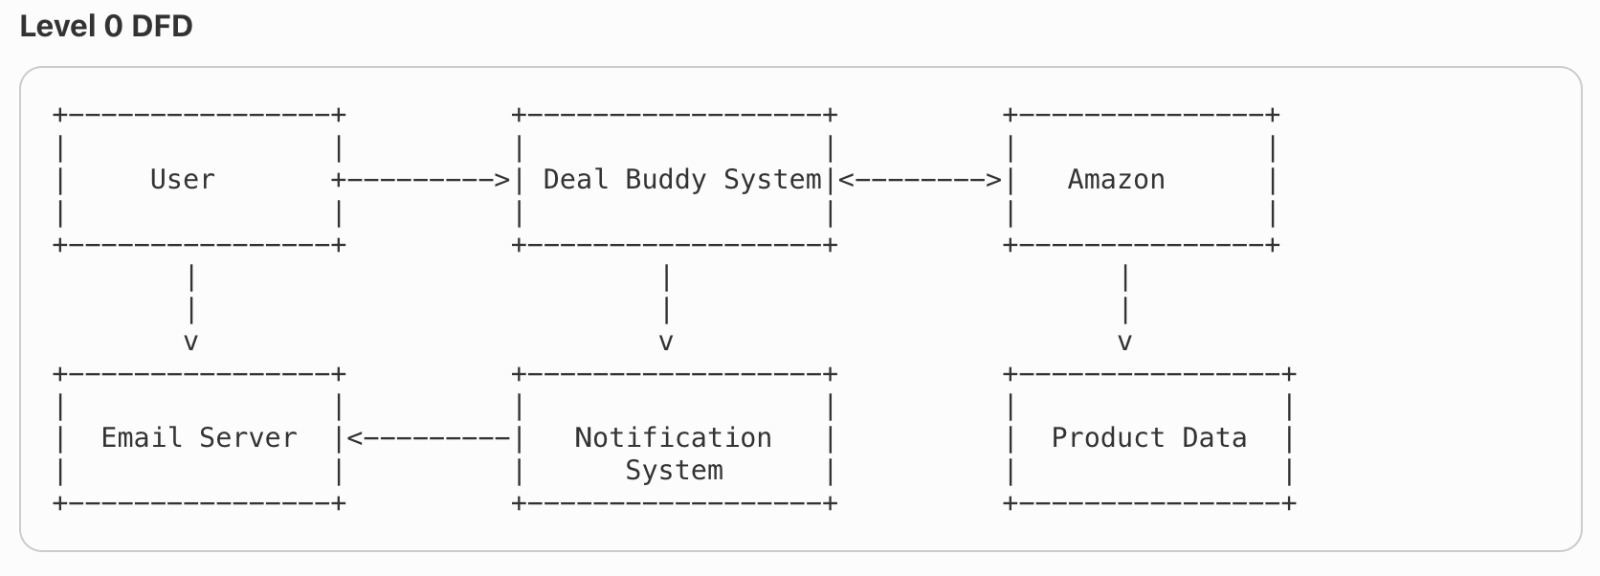 Level 0 DFD
User
Deal Buddy System
Amazon
Email Server
Notification
System
Product Data